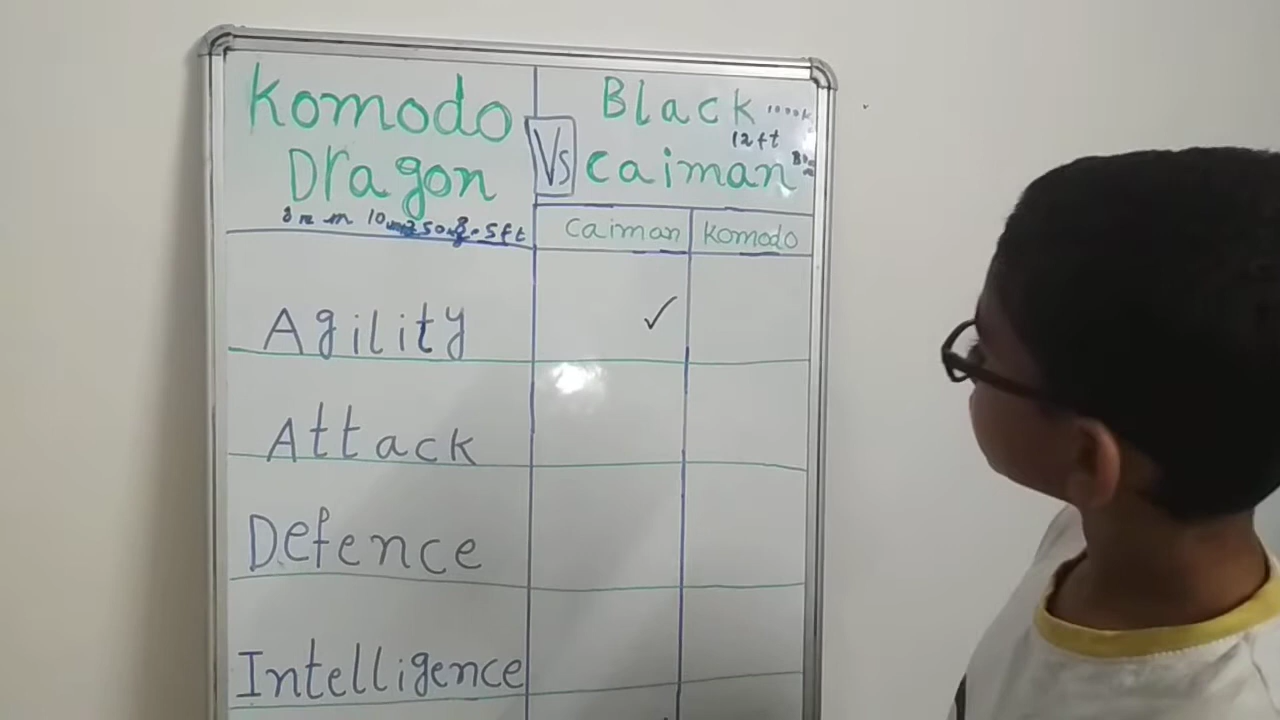 Komodo
Dragon
Vs
Black
12ft
Caiman
Caiman
Komodo
Agility
✓
Attack
Defence
Intelligence